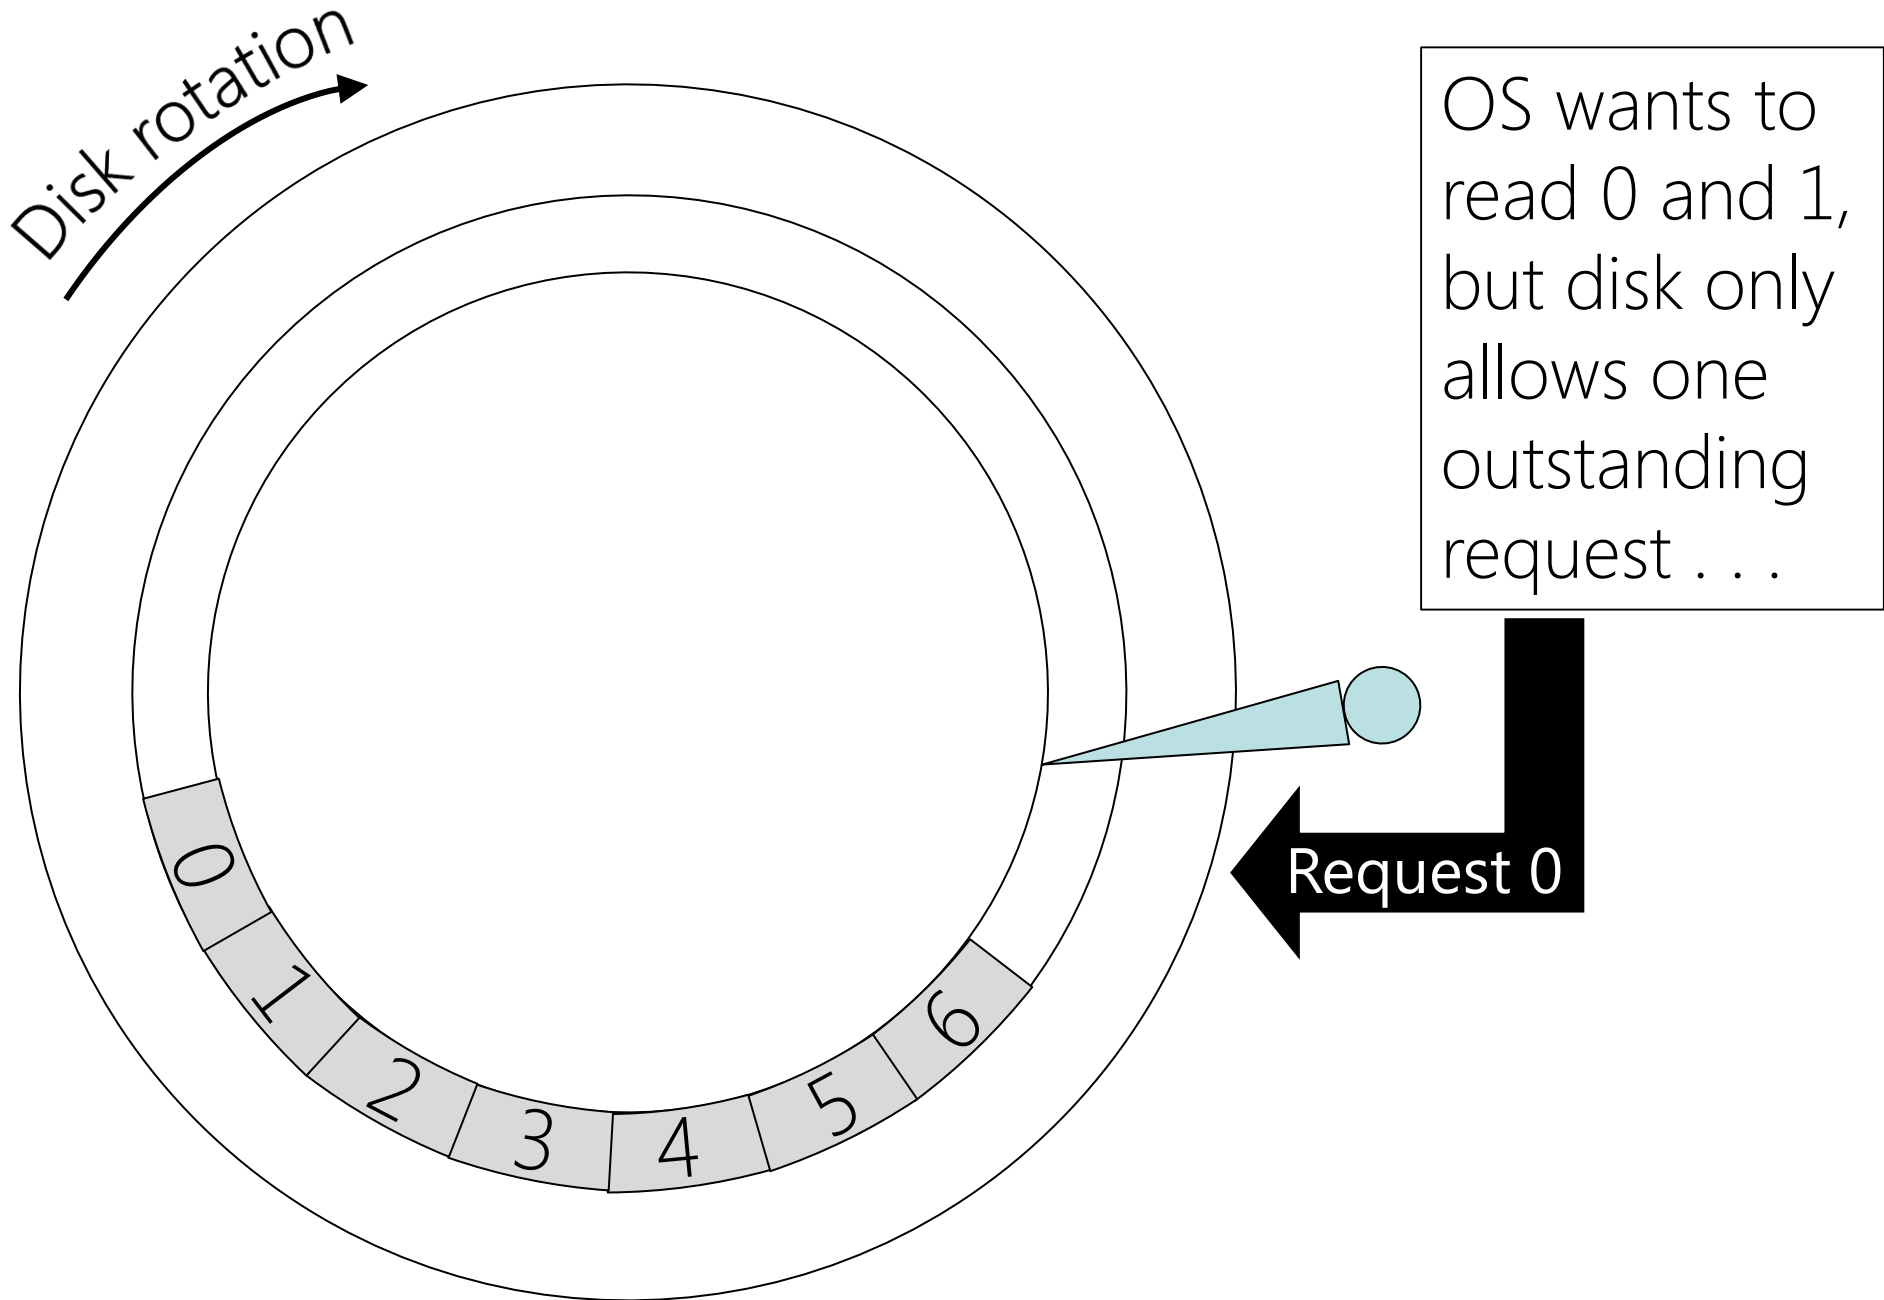 Disk rotation
OS wants to
read 0 and 1,
but disk only
allows one
outstanding
request . . .
Request 0
0
1
2
3
4
5
6